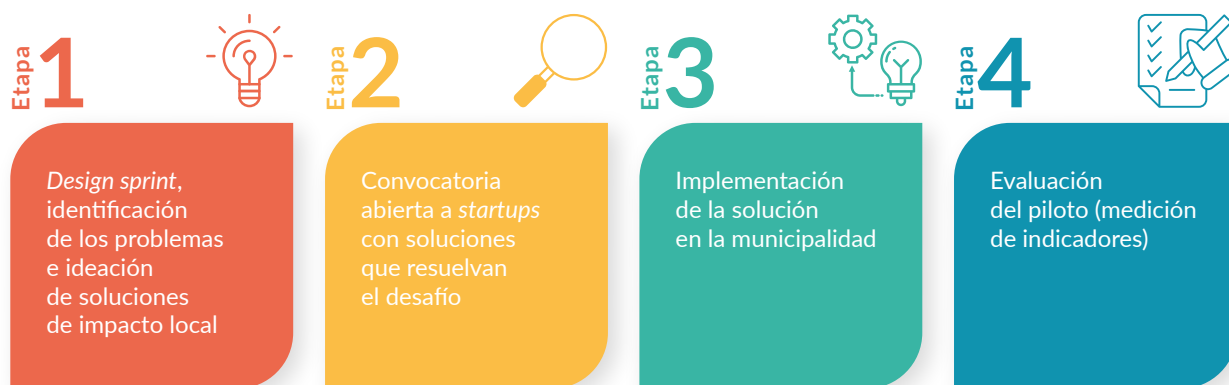 Etapa 1
Design sprint,
identificación
de los problemas
e ideación
de soluciones
de impacto local
Etapa 2
Convocatoria
abierta a startups
con soluciones
que resuelvan
el desafío
Etapa 3
Implementación
de la solución
en la municipalidad
Etapa 4
Evaluación
del piloto (medición
de indicadores)